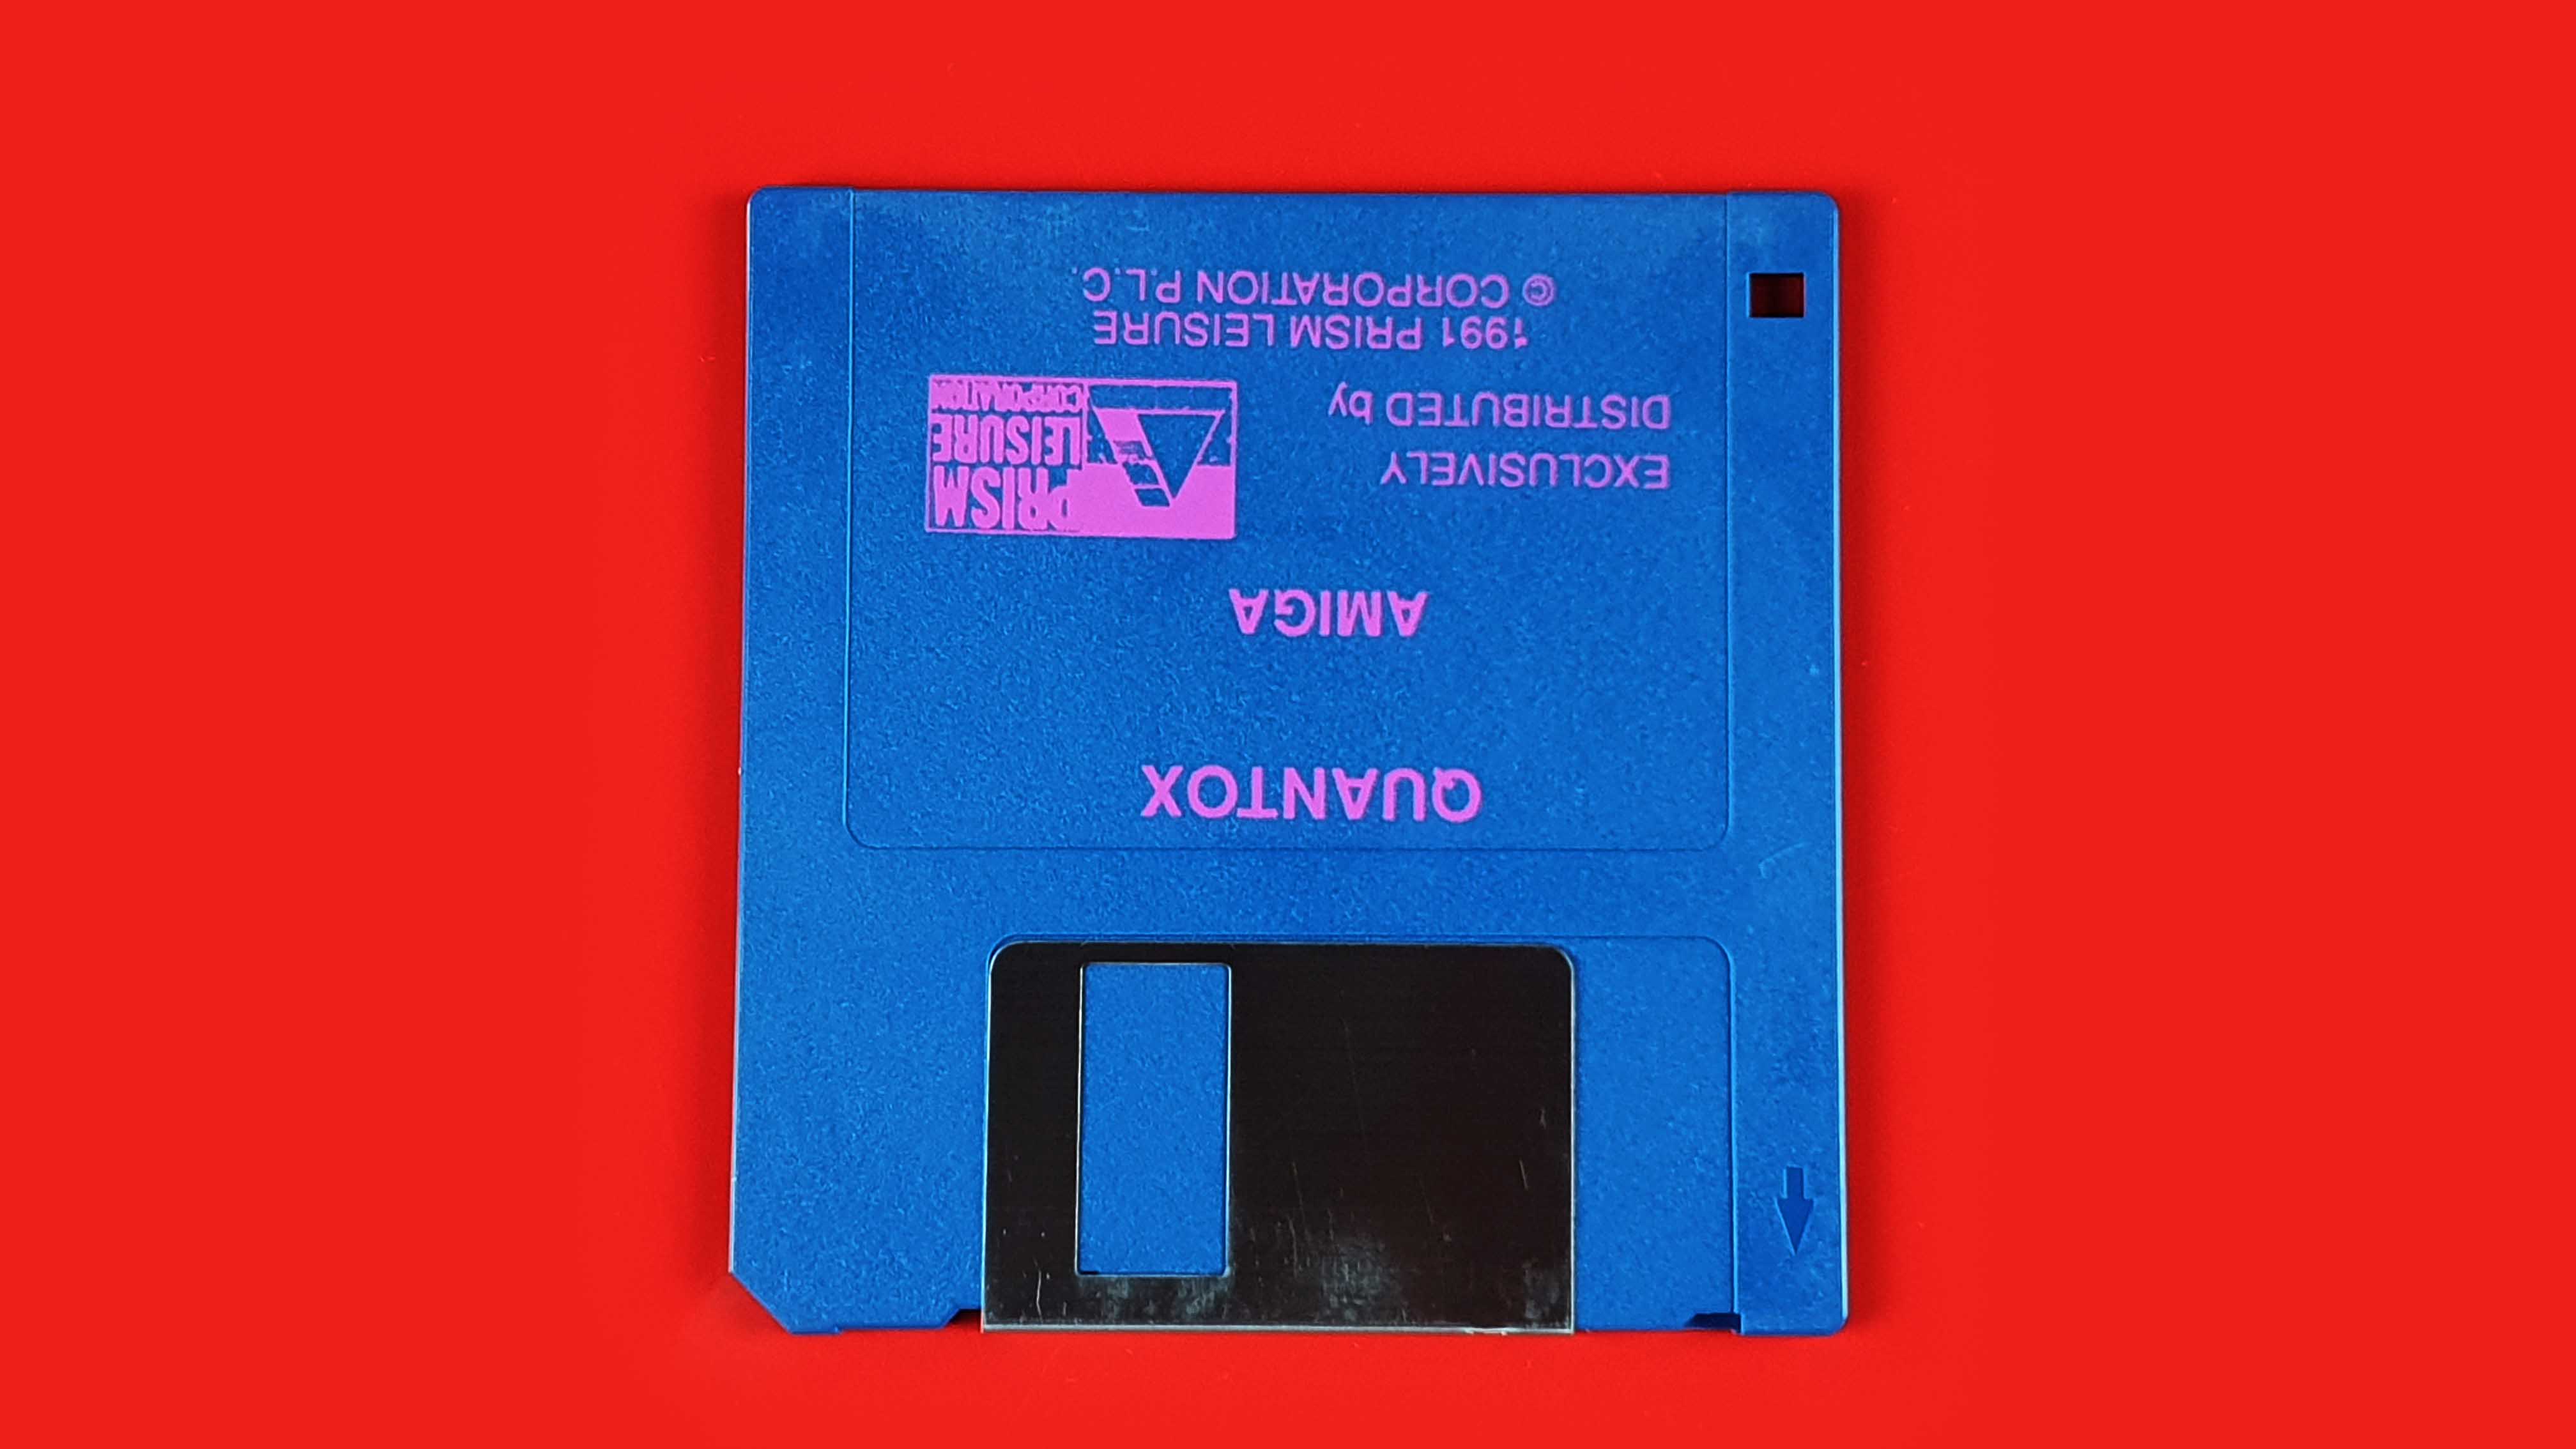 QUANTOX
AMIGA
EXCLUSIVELY
DISTRIBUTED by
PRISM
LEISURE
CORPORATION
1991 PRISM LEISURE
© CORPORATION P.L.C.